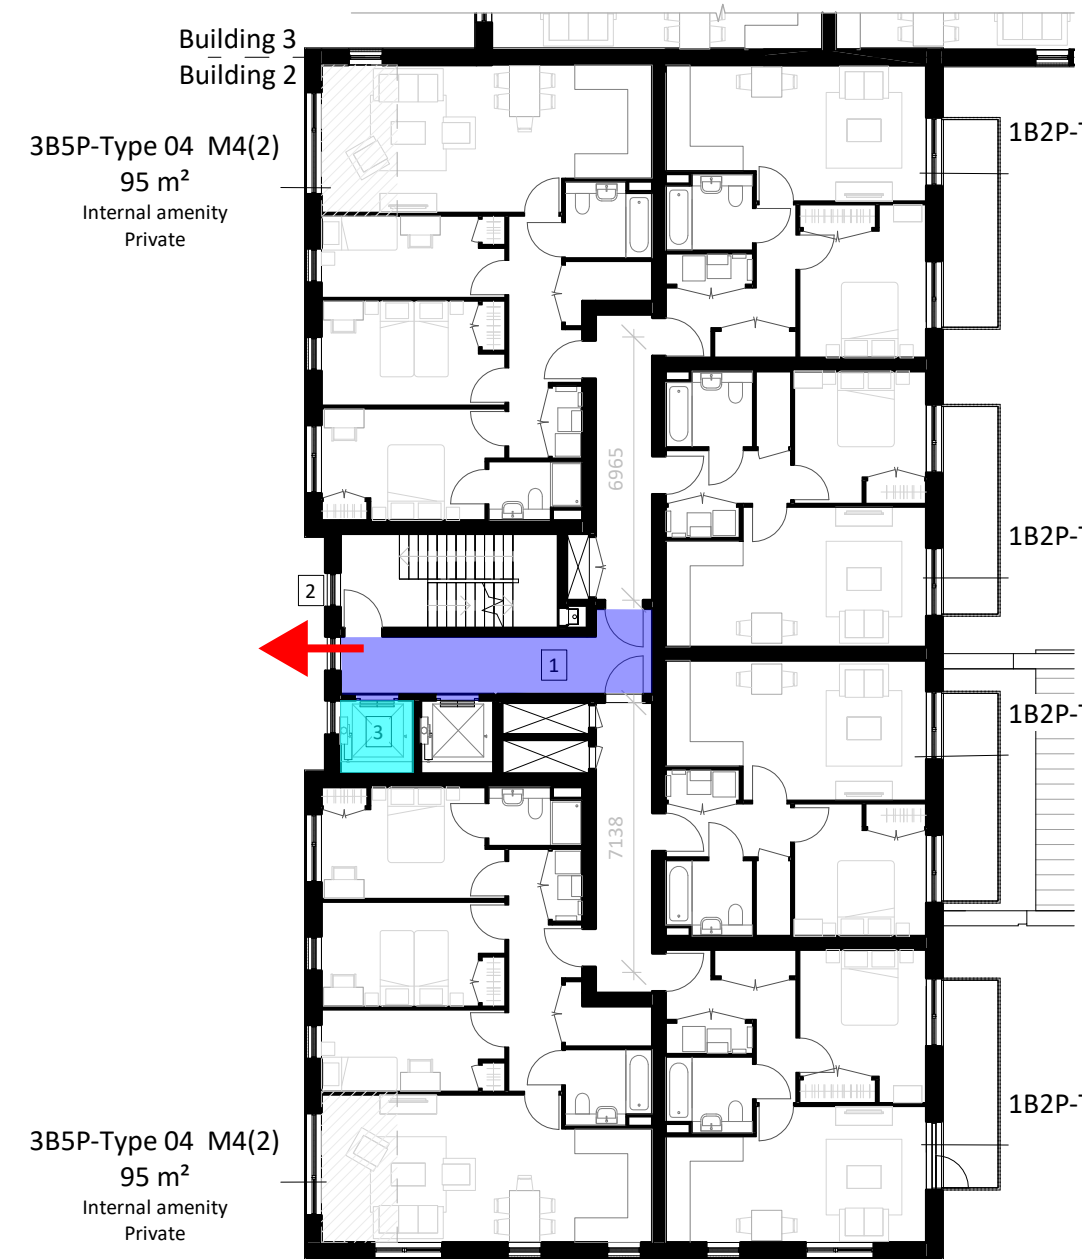 Building 3
Building 2
3B5P-Type 04 M4(2)
95 m²
Internal amenity
Private
1B2P-T
6965
1B2P-T
2
1
3
1B2P-T
7138
3B5P-Type 04 M4(2)
95 m²
Internal amenity
Private
1B2P-T